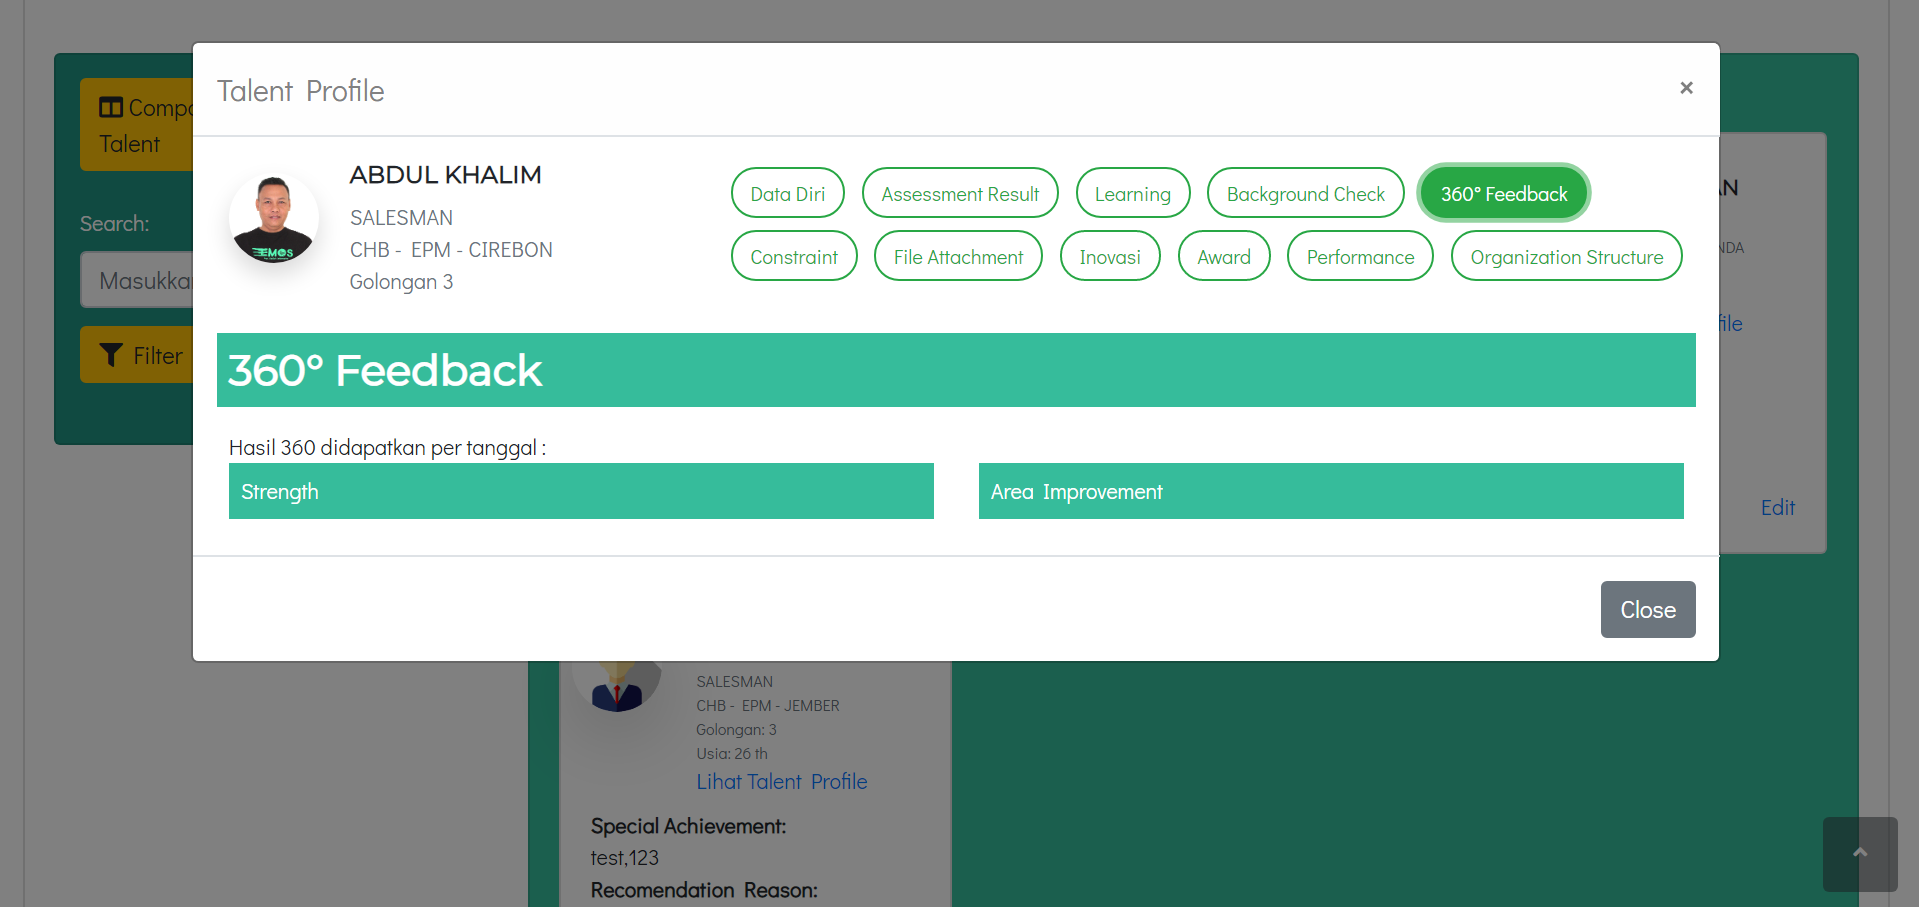 Talent Profile
×
ABDUL KHALIM
SALESMAN
CHB - EPM - CIREBON
Golongan 3
Data Diri
Assessment Result
Learning
Background Check
360° Feedback
Constraint
File Attachment
Inovasi
Award
Performance
Organization Structure
360° Feedback
Hasil 360 didapatkan per tanggal :
Strength
Area Improvement
Close
Talent
Search:
Filter
Edit
SALESMAN
CHB - EPM - JEMBER
Golongan: 3
Usia: 26 th
Lihat Talent Profile
Special Achievement:
test,123
Recomendation Reason: